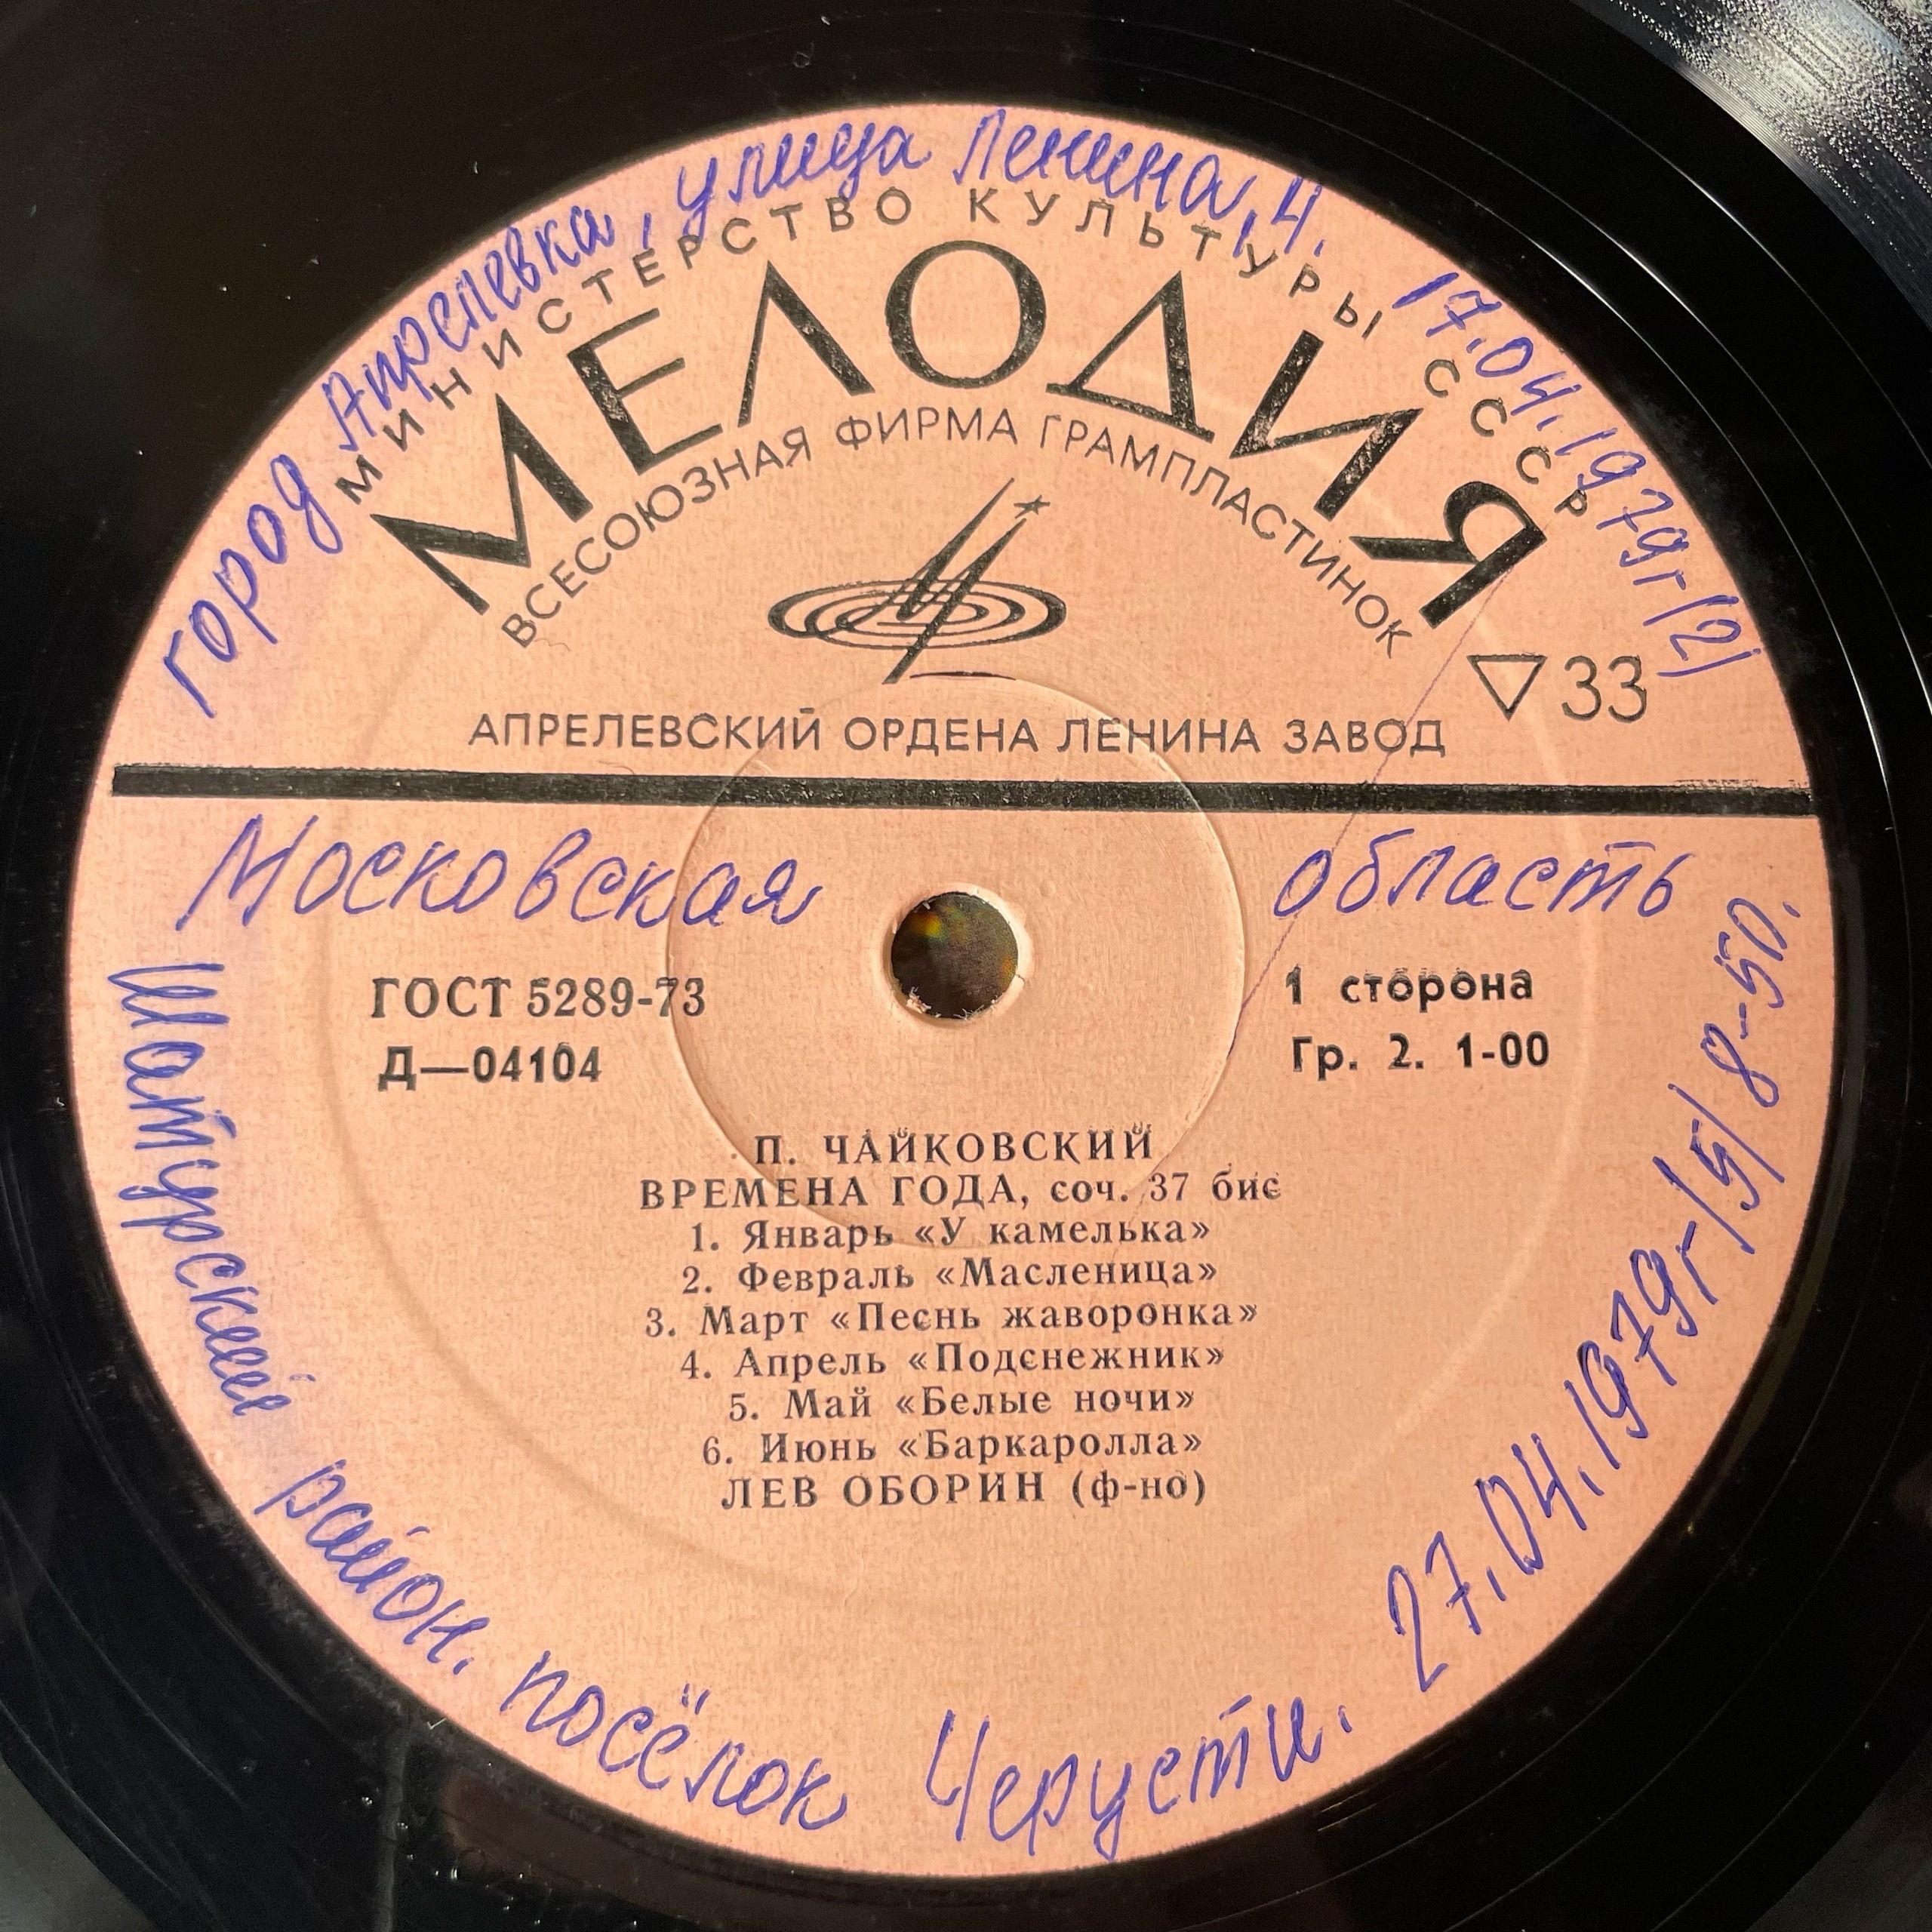 город Апрелевка, улица Ленина, 4. 17.04.1979г/2/
МИНИСТЕРСТВО КУЛЬТУРЫ СССР
МЕЛОДИЯ
ВСЕСОЮЗНАЯ ФИРМА ГРАМПЛАСТИНОК
33
АПРЕЛЕВСКИЙ ОРДЕНА ЛЕНИНА ЗАВОД
Московская область
Шатурский район. посёлок Черусти. 27.04.1979г/5/ 8-50.
ГОСТ 5289-73
Д—04104
1 сторона
Гр. 2. 1-00
П. ЧАЙКОВСКИЙ
ВРЕМЕНА ГОДА, соч. 37 бис
1. Январь «У камелька»
2. Февраль «Масленица»
3. Март «Песнь жаворонка»
4. Апрель «Подснежник»
5. Май «Белые ночи»
6. Июнь «Баркаролла»
ЛЕВ ОБОРИН (ф-но)